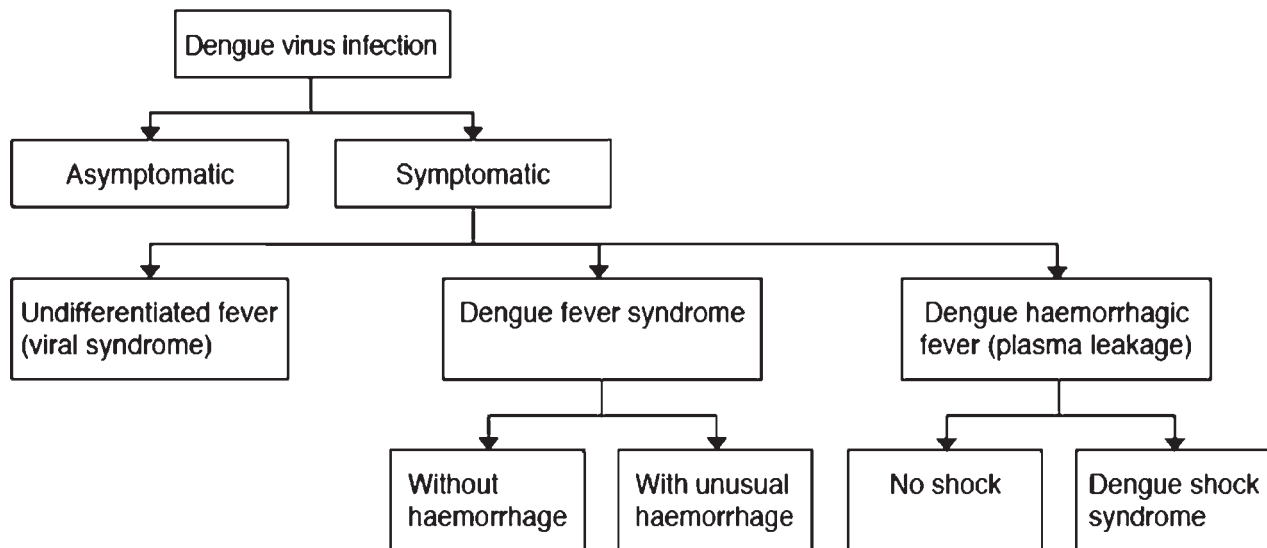 Dengue virus infection
Asymptomatic
Symptomatic
Undifferentiated fever
(viral syndrome)
Dengue fever syndrome
Dengue haemorrhagic
fever (plasma leakage)
Without
haemorrhage
With unusual
haemorrhage
No shock
Dengue shock
syndrome